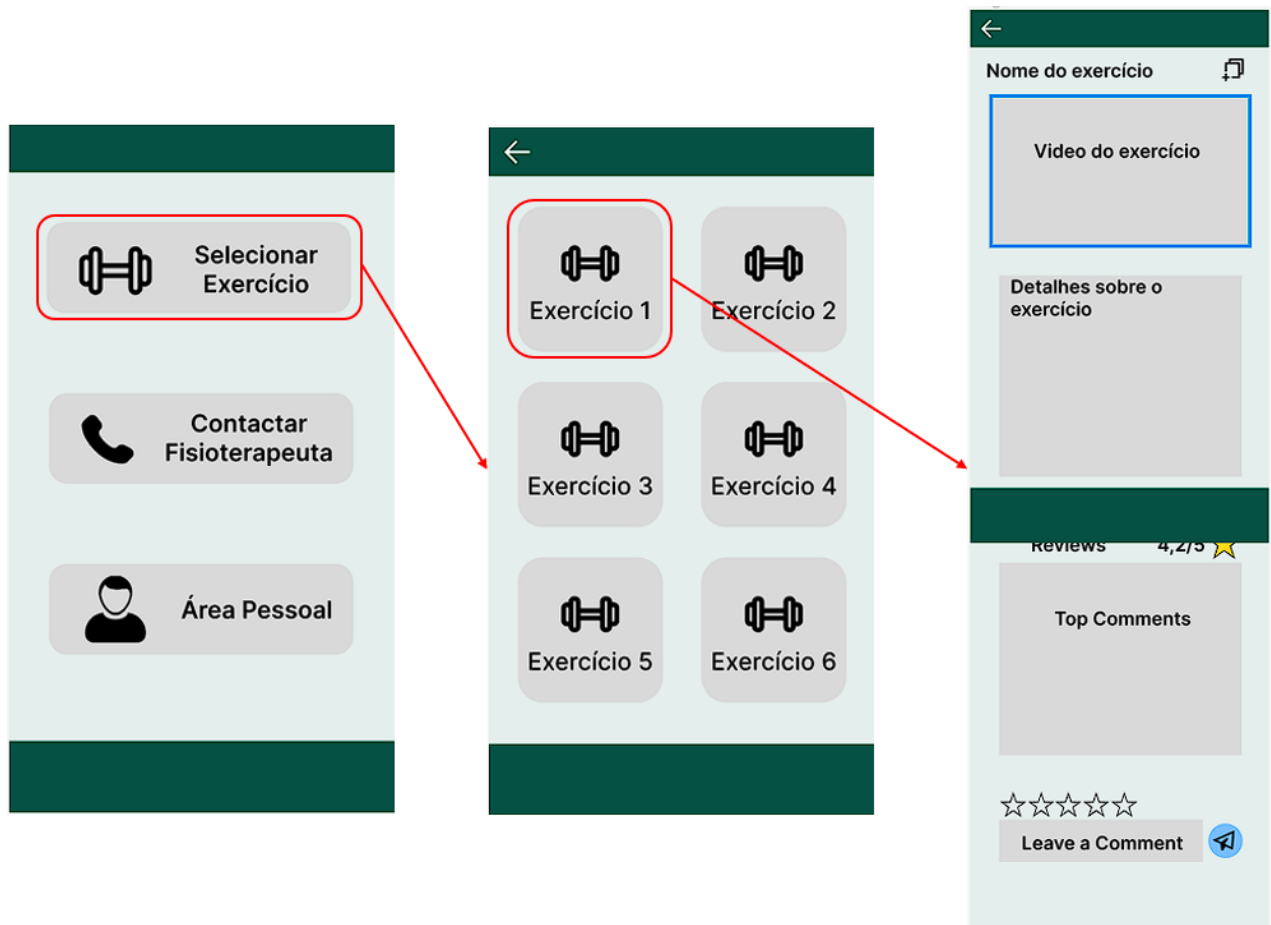 Selecionar
Exercício
Contactar
Fisioterapeuta
Área Pessoal
Exercício 1
Exercício 2
Exercício 3
Exercício 4
Exercício 5
Exercício 6
Nome do exercício
Video do exercício
Detalhes sobre o
exercício
Reviews 4,2/5
Top Comments
Leave a Comment